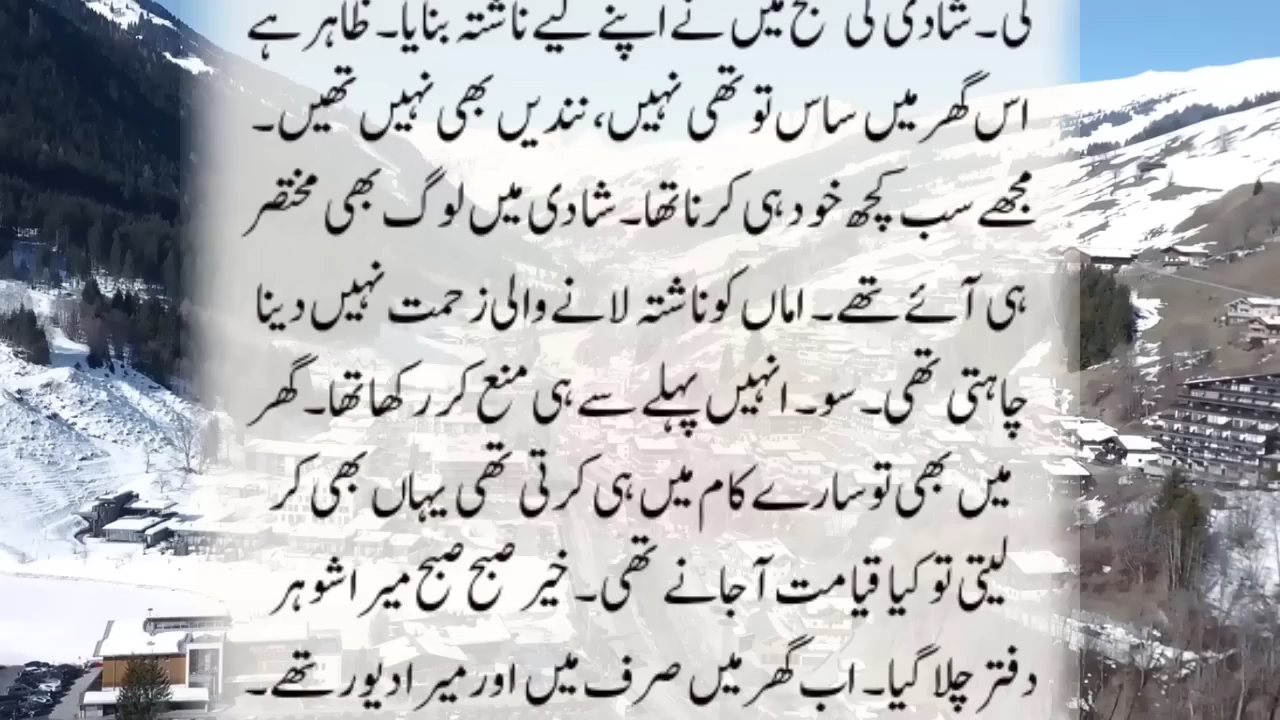 لی۔ شادی کی صبح میں نے اپنے لیے ناشتہ بنایا۔ ظاہر ہے
اس گھر میں ساس تو تھی نہیں، نندیں بھی نہیں تھیں۔
مجھے سب کچھ خود ہی کرنا تھا۔ شادی میں لوگ بھی مختصر
ہی آئے تھے۔ اماں کو ناشتہ لانے والی زحمت نہیں دینا
چاہتی تھی۔ سو۔ انہیں پہلے سے ہی منع کر رکھا تھا۔ گھر
میں بھی تو سارے کام میں ہی کرتی تھی یہاں بھی کر
لیتی تو کیا قیامت آ جانے تھی۔ خیر صبح صبح میرا شوہر
دفتر چلا گیا۔ اب گھر میں صرف میں اور میرا دیور تھے۔